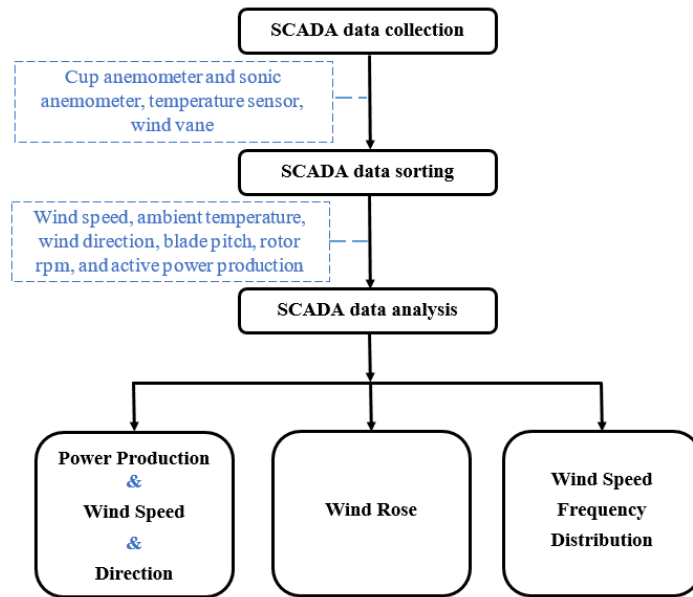 SCADA data collection
Cup anemometer and sonic
anemometer, temperature sensor,
wind vane
SCADA data sorting
Wind speed, ambient temperature,
wind direction, blade pitch, rotor
rpm, and active power production
SCADA data analysis
Power Production
&
Wind Speed
&
Direction
Wind Rose
Wind Speed
Frequency
Distribution